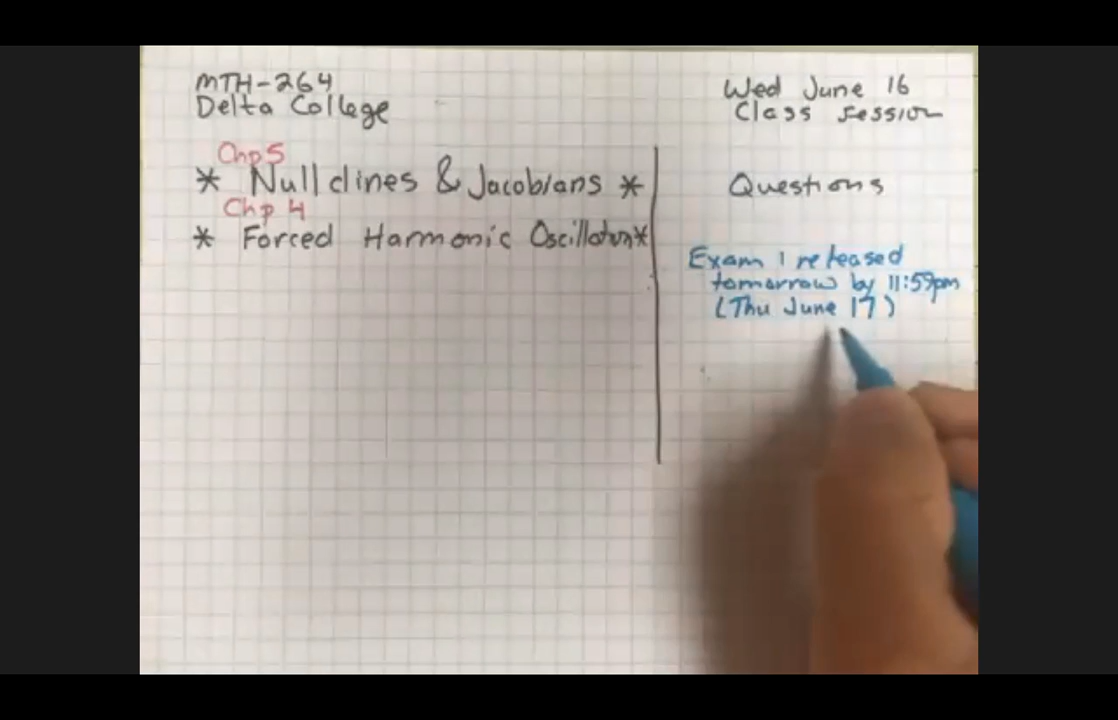 MTH-264
Delta College
Wed June 16
Class Session
Chp 5
* Nullclines & Jacobians *
Chp 4
* Forced Harmonic Oscillators *
Questions
Exam 1 released
tomorrow by 11:59pm
(Thu June 17)